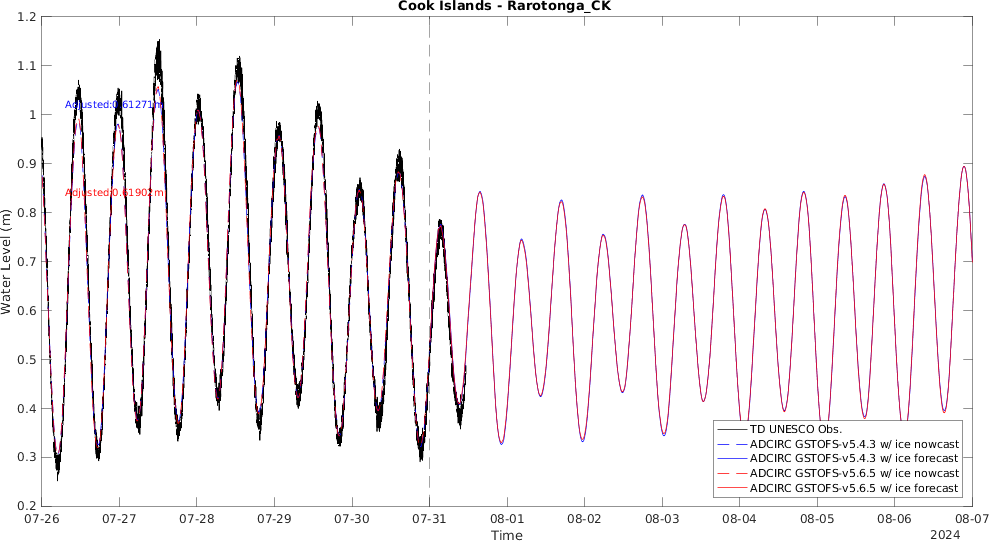 Cook Islands - Rarotonga_CK
1.2
1.1
1
0.9
0.8
0.7
0.6
0.5
0.4
0.3
0.2
Water Level (m)
Adjusted:0.61271m
Adjusted:0.61902m
TD UNESCO Obs.
ADCIRC GSTOFS-v5.4.3 w/ ice nowcast
ADCIRC GSTOFS-v5.4.3 w/ ice forecast
ADCIRC GSTOFS-v5.6.5 w/ ice nowcast
ADCIRC GSTOFS-v5.6.5 w/ ice forecast
07-26 07-27 07-28 07-29 07-30 07-31 08-01 08-02 08-03 08-04 08-05 08-06 08-07
Time
2024